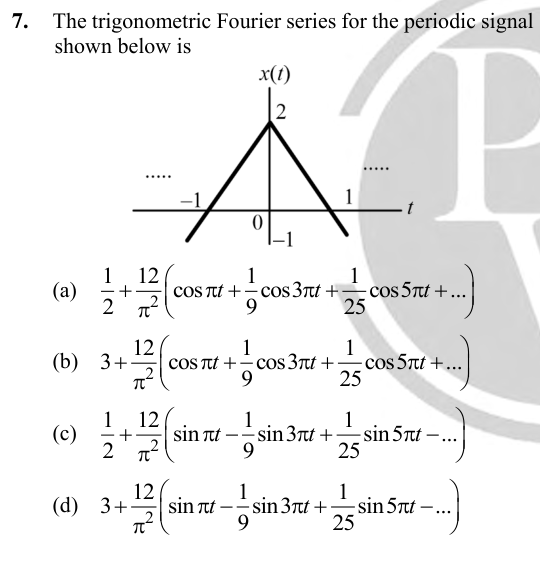 7. The trigonometric Fourier series for the periodic signal
shown below is
x(t)
2
.....
.....
–1
1
t
0
–1
(a) 1/2 + 12/π² (cos πt + 1/9 cos 3πt + 1/25 cos 5πt + ...)
(b) 3 + 12/π² (cos πt + 1/9 cos 3πt + 1/25 cos 5πt + ...)
(c) 1/2 + 12/π² (sin πt – 1/9 sin 3πt + 1/25 sin 5πt – ...)
(d) 3 + 12/π² (sin πt – 1/9 sin 3πt + 1/25 sin 5πt – ...)